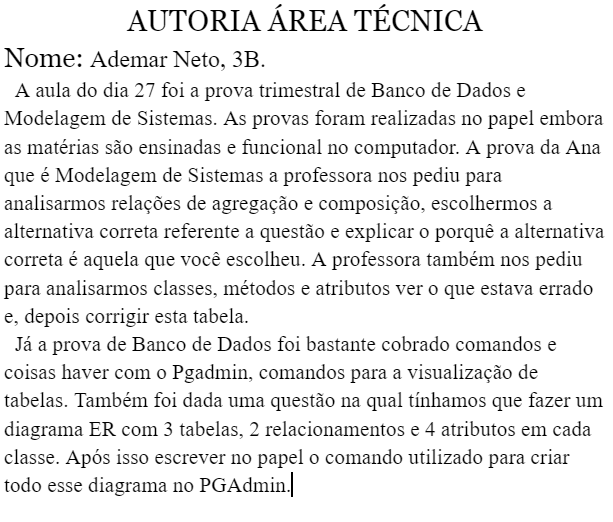 AUTORIA ÁREA TÉCNICA
Nome: Ademar Neto, 3B.
A aula do dia 27 foi a prova trimestral de Banco de Dados e
Modelagem de Sistemas. As provas foram realizadas no papel embora
as matérias são ensinadas e funcional no computador. A prova da Ana
que é Modelagem de Sistemas a professora nos pediu para
analisarmos relações de agregação e composição, escolhermos a
alternativa correta referente a questão e explicar o porquê a alternativa
correta é aquela que você escolheu. A professora também nos pediu
para analisarmos classes, métodos e atributos ver o que estava errado
e, depois corrigir esta tabela.
Já a prova de Banco de Dados foi bastante cobrado comandos e
coisas haver com o Pgadmin, comandos para a visualização de
tabelas. Também foi dada uma questão na qual tínhamos que fazer um
diagrama ER com 3 tabelas, 2 relacionamentos e 4 atributos em cada
classe. Após isso escrever no papel o comando utilizado para criar
todo esse diagrama no PGAdmin.